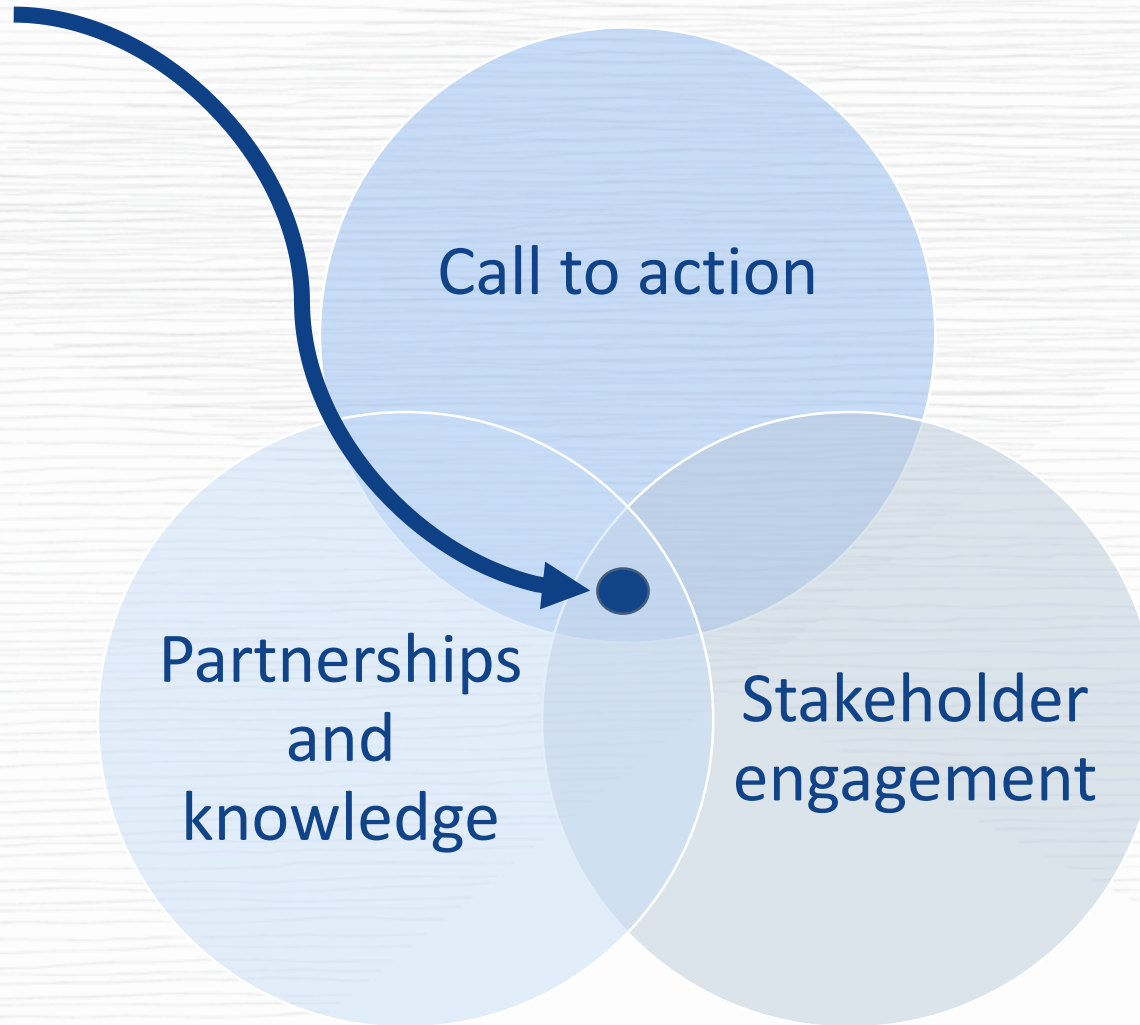 Call to action
Partnerships
and
knowledge
Stakeholder
engagement